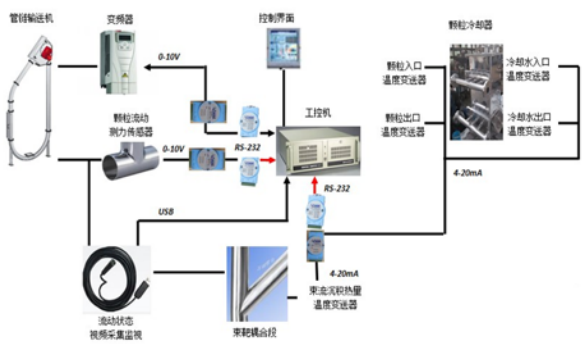 管链输送机
变频器
控制界面
颗粒冷却器
0-10V
颗粒入口
温度变送器
冷却水入口
温度变送器
颗粒流动
测力传感器
0-10V
工控机
颗粒出口
温度变送器
冷却水出口
温度变送器
RS-232
RS-232
4-20mA
USB
4-20mA
束流沉积热量
温度变送器
流动状态
视频采集监视
束靶耦合段